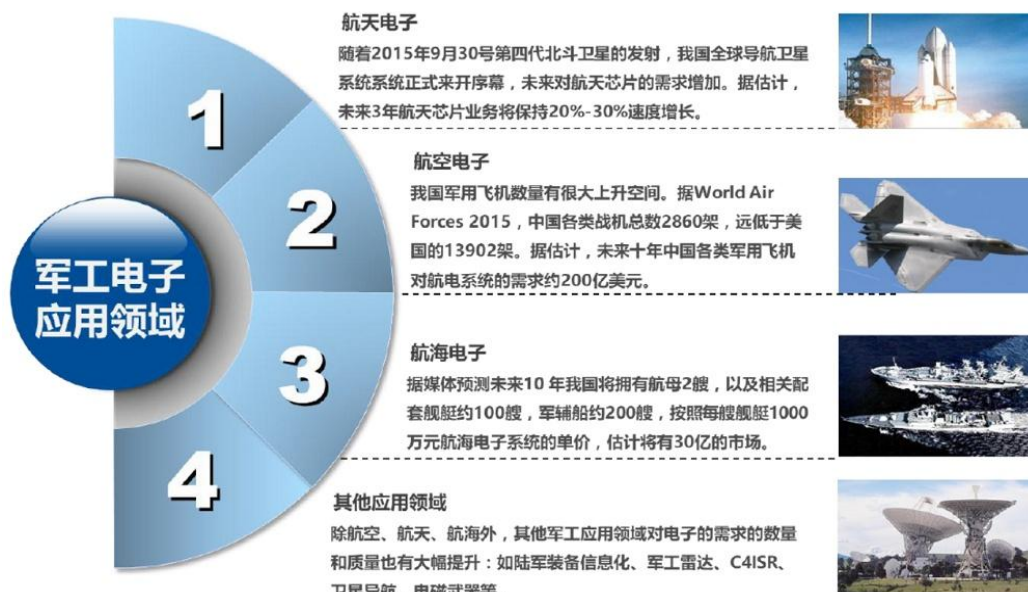 航天电子
随着2015年9月30号第四代北斗卫星的发射，我国全球导航卫星
系统系统正式来开序幕，未来对航天芯片的需求增加。据估计，
未来3年航天芯片业务将保持20%-30%速度增长。
1
航空电子
我国军用飞机数量有很大上升空间。据World Air
Forces 2015，中国各类战机总数2860架，远低于美
国的13902架。据估计，未来十年中国各类军用飞机
对航电系统的需求约200亿美元。
2
军工电子
应用领域
航海电子
据媒体预测未来10 年我国将拥有航母2艘，以及相关配
套舰艇约100艘，军辅船约200艘，按照每艘舰艇1000
万元航海电子系统的单价，估计将有30亿的市场。
3
4
其他应用领域
除航空、航天、航海外，其他军工应用领域对电子的需求的数量
和质量也有大幅提升：如陆军装备信息化、军工雷达、C4ISR、
卫星导航、电磁武器等